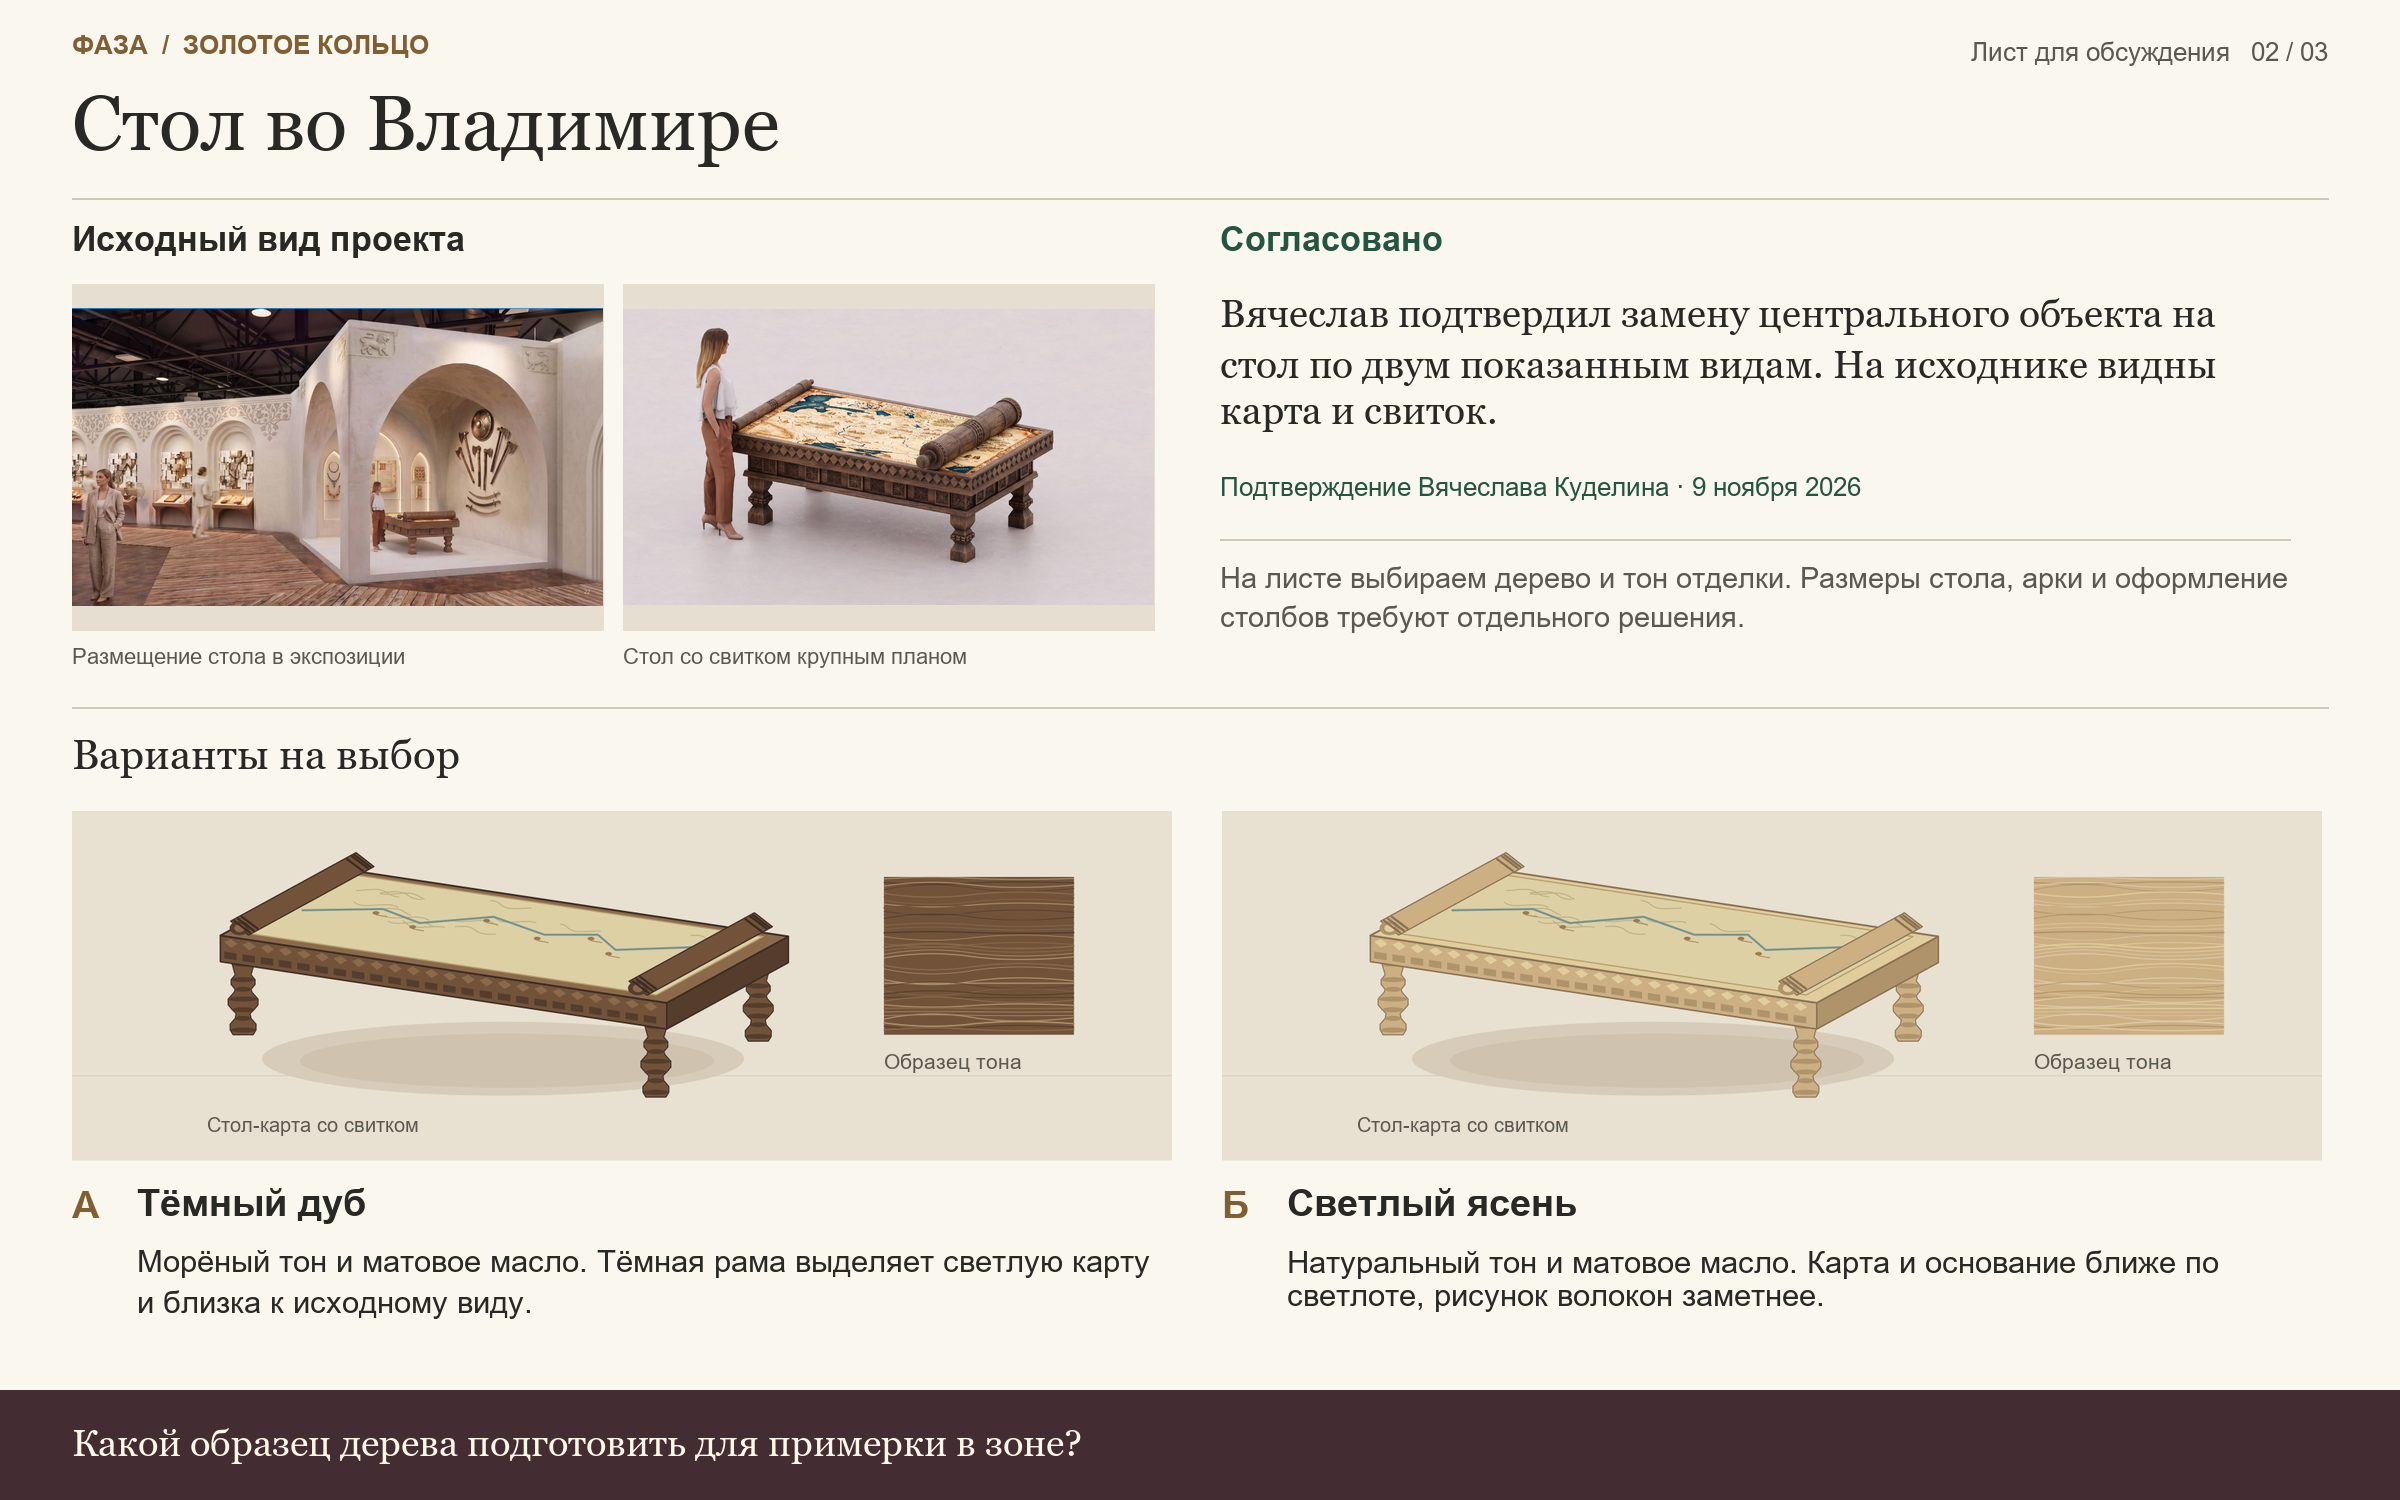 ФАЗА / ЗОЛОТОЕ КОЛЬЦО
Лист для обсуждения 02 / 03
Стол во Владимире
Исходный вид проекта
Размещение стола в экспозиции
Стол со свитком крупным планом
Согласовано
Вячеслав подтвердил замену центрального объекта на
стол по двум показанным видам. На исходнике видны
карта и свиток.
Подтверждение Вячеслава Куделина · 9 ноября 2026
На листе выбираем дерево и тон отделки. Размеры стола, арки и оформление
столбов требуют отдельного решения.
Варианты на выбор
Образец тона
Стол-карта со свитком
А Тёмный дуб
Морёный тон и матовое масло. Тёмная рама выделяет светлую карту
и близка к исходному виду.
Образец тона
Стол-карта со свитком
Б Светлый ясень
Натуральный тон и матовое масло. Карта и основание ближе по
светлоте, рисунок волокон заметнее.
Какой образец дерева подготовить для примерки в зоне?